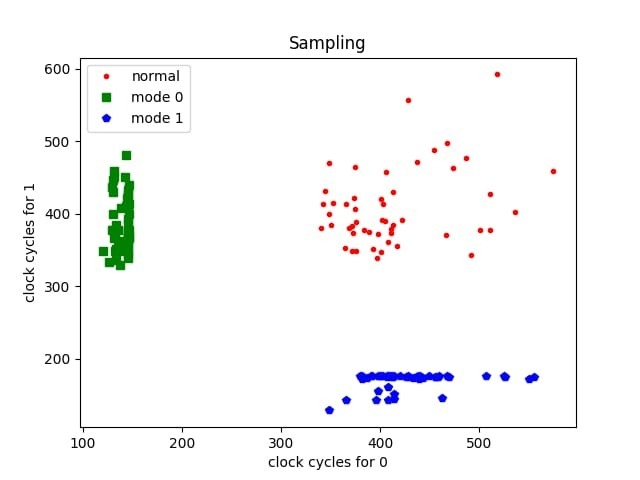 Sampling
normal
mode 0
mode 1
600
500
400
300
200
clock cycles for 1
100 200 300 400 500
clock cycles for 0